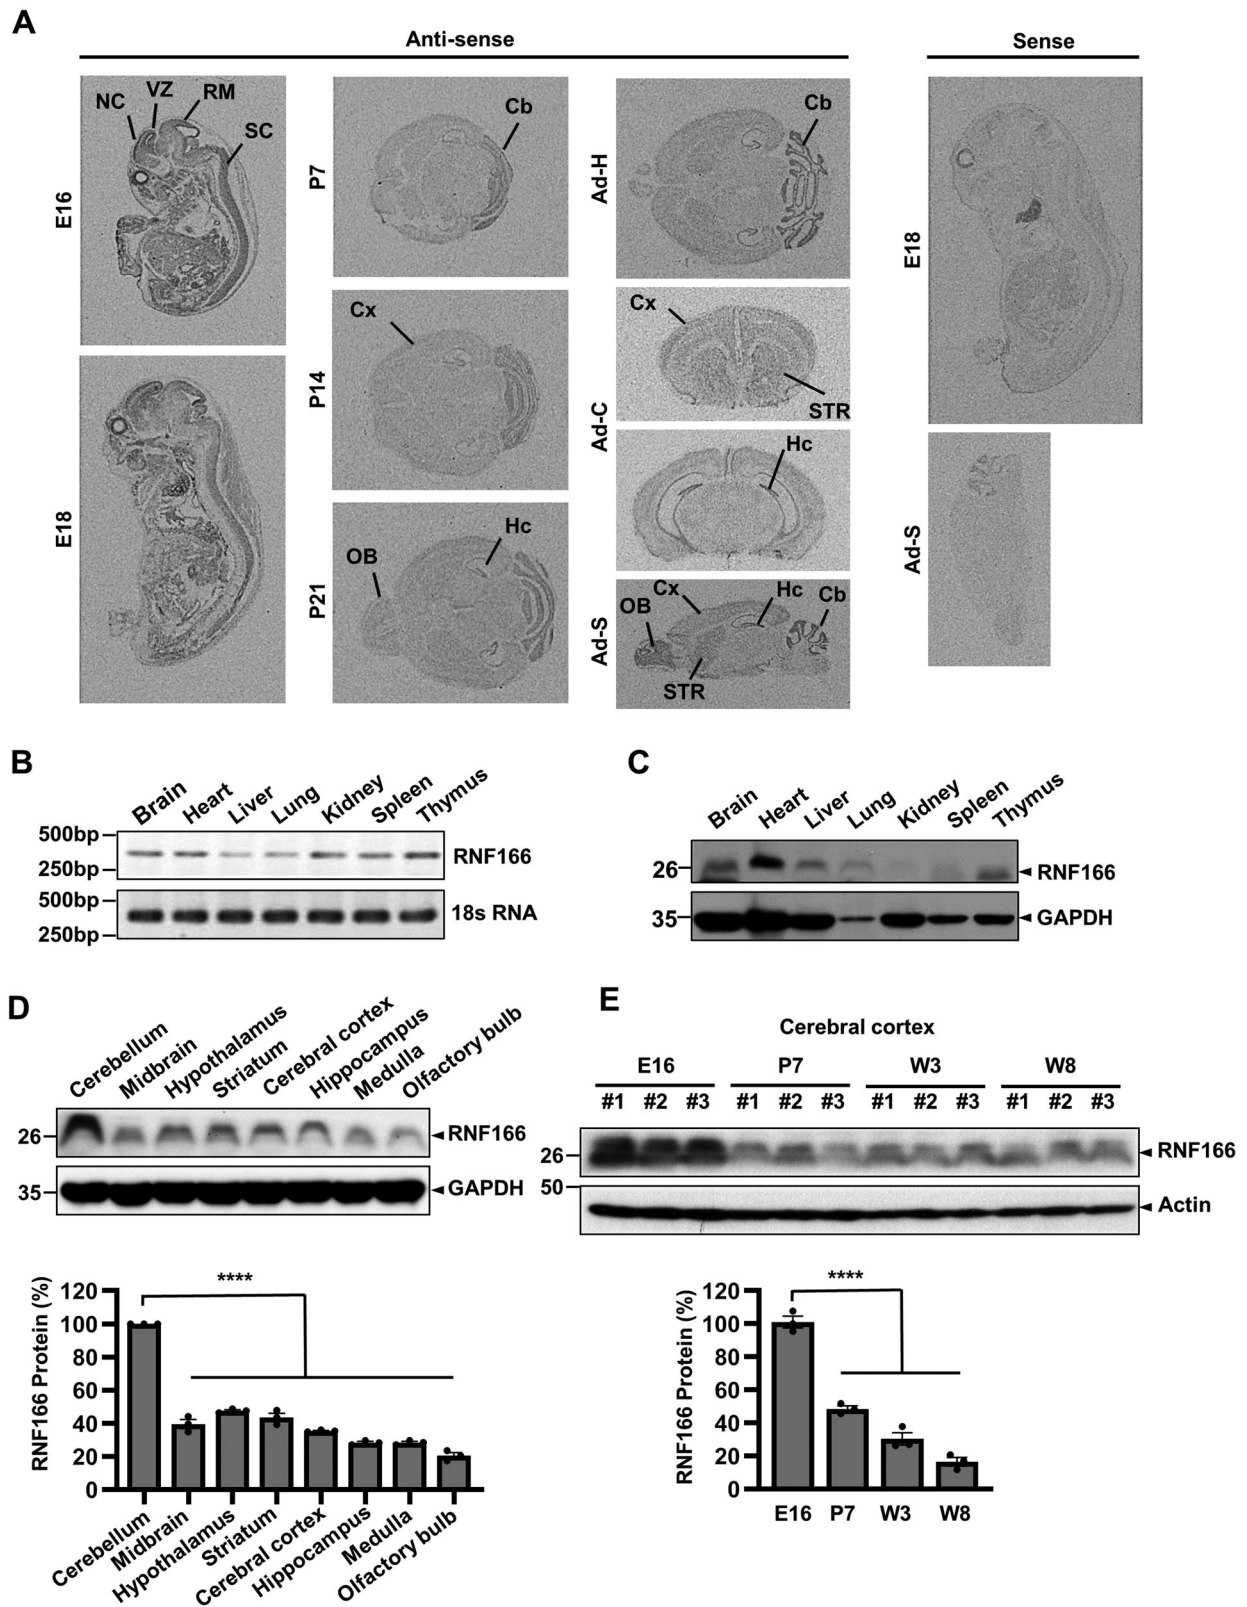 A
Anti-sense
Sense
NC
VZ
RM
SC
E16
E18
P7
Cb
P14
Cx
P21
OB
Hc
Ad-H
Cb
Ad-C
Cx
STR
Hc
Ad-S
OB
Cx
Hc
Cb
STR
E18
Ad-S
B
Brain Heart Liver Lung Kidney Spleen Thymus
500bp
250bp
RNF166
500bp
250bp
18s RNA
C
Brain Heart Liver Lung Kidney Spleen Thymus
26
RNF166
35
GAPDH
D
Cerebellum Midbrain Hypothalamus Striatum Cerebral cortex Hippocampus Medulla Olfactory bulb
26
RNF166
35
GAPDH
RNF166 Protein (%)
120
100
80
60
40
20
0
****
Cerebellum Midbrain Hypothalamus Striatum Cerebral cortex Hippocampus Medulla Olfactory bulb
E
Cerebral cortex
E16 P7 W3 W8
#1 #2 #3 #1 #2 #3 #1 #2 #3 #1 #2 #3
26
RNF166
50
Actin
RNF166 Protein (%)
120
100
80
60
40
20
0
****
E16 P7 W3 W8